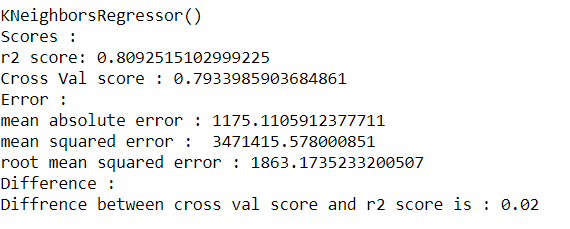 KNeighborsRegressor()
Scores :
r2 score: 0.8092515102999225
Cross Val score : 0.7933985903684861
Error :
mean absolute error : 1175.1105912377711
mean squared error :  3471415.578000851
root mean squared error : 1863.1735233200507
Difference :
Diffrence between cross val score and r2 score is : 0.02